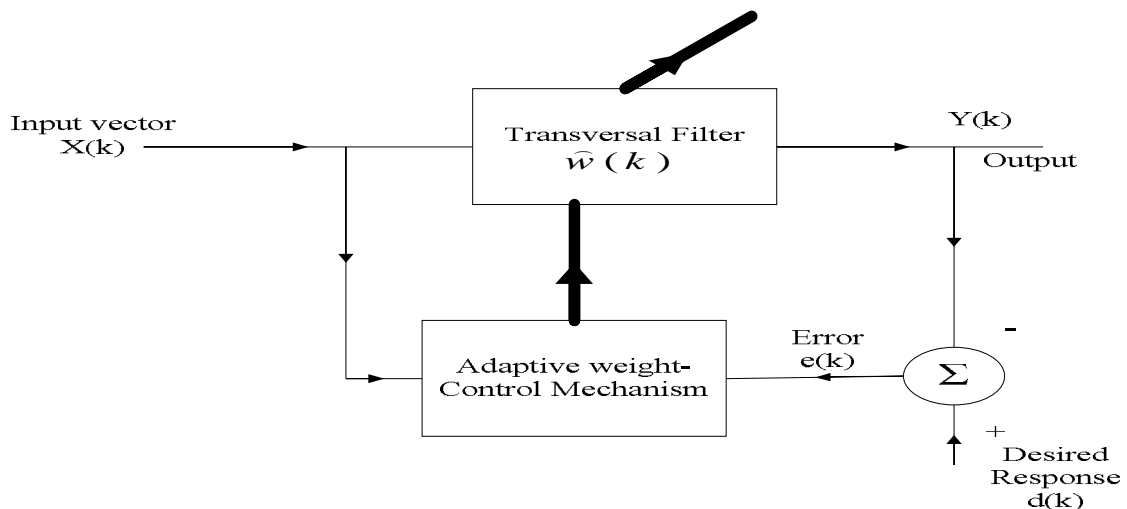 Input vector
X(k)
Transversal Filter
ŵ ( k )
Y(k)
Output
Adaptive weight-
Control Mechanism
Error
e(k)
-
Σ
+
Desired
Response
d(k)